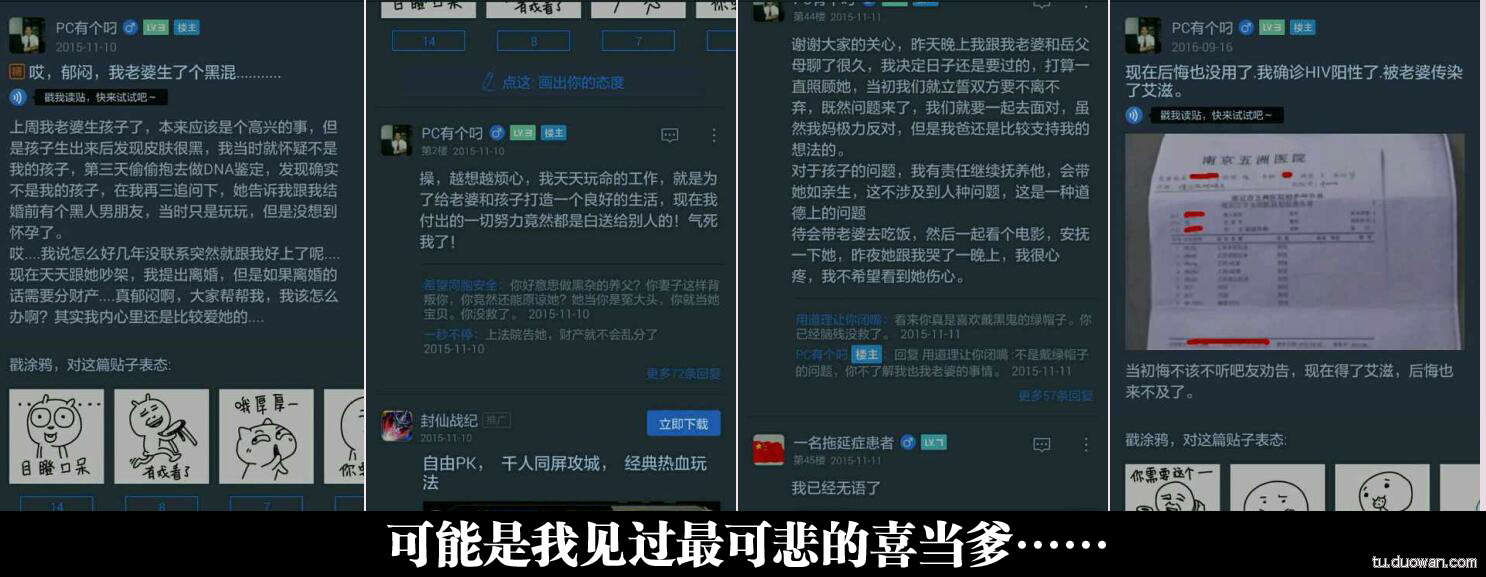 PC有个叼 LV.3 楼主
2015-11-10
哎，郁闷，我老婆生了个黑混...........
戳我读贴，快来试试吧~
上周我老婆生孩子了，本来应该是个高兴的事，但
是孩子生出来后发现皮肤很黑，我当时就怀疑不是
我的孩子，第三天偷偷抱去做DNA鉴定，发现确实
不是我的孩子，在我再三追问下，她告诉我跟我结
婚前有个黑人男朋友，当时只是玩玩，但是没想到
怀孕了。
哎....我说怎么好几年没联系突然就跟我好上了呢....
现在天天跟她吵架，我提出离婚，但是如果离婚的
话需要分财产....真郁闷啊，大家帮帮我，我该怎么
办啊？其实我内心里还是比较爱她的....
戳涂鸦，对这篇贴子表态:
目瞪口呆
有戏看了
哦厚厚一
14
8
7
14
8
7
点这 画出你的态度
PC有个叼 LV.3 楼主
第2楼 2015-11-10
操，越想越烦心，我天天玩命的工作，就是为
了给老婆和孩子打造一个良好的生活，现在我
付出的一切努力竟然都是白送给别人的！气死
我了！
希望同胞安全：你好意思做黑杂的养父？你妻子这样背
叛你，你竟然还能原谅她？她当你是冤大头，你就当她
宝贝。你没救了。 2015-11-10
一秒不停：上法院告她，财产就不会乱分了
2015-11-10
更多72条回复
封仙战纪 推广
立即下载
2015-11-10
自由PK， 千人同屏攻城， 经典热血玩
法
PC有个叼
第44楼 2015-11-11
谢谢大家的关心，昨天晚上我跟我老婆和岳父
母聊了很久，我决定日子还是要过的，打算一
直照顾她，当初我们就立誓双方要不离不
弃，既然问题来了，我们就要一起去面对，虽
然我妈极力反对，但是我爸还是比较支持我的
想法的。
对于孩子的问题，我有责任继续抚养他，会带
她如亲生，这不涉及到人种问题，这是一种道
德上的问题
待会带老婆去吃饭，然后一起看个电影，安抚
一下她，昨夜她跟我哭了一晚上，我很心
疼，我不希望看到她伤心。
用道理让你闭嘴：看来你真是喜欢戴黑鬼的绿帽子。你
已经脑残没救了。 2015-11-11
PC有个叼 楼主：回复 用道理让你闭嘴 :不是戴绿帽子
的问题，你不了解我也我老婆的事情。 2015-11-11
更多57条回复
一名拖延症患者 LV.7
第45楼 2015-11-11
我已经无语了
PC有个叼 LV.3 楼主
2016-09-16
现在后悔也没用了.我确诊HIV阳性了.被老婆传染
了艾滋。
戳我读贴，快来试试吧~
南京五洲医院
当初悔不该不听吧友劝告，现在得了艾滋，后悔也
来不及了。
戳涂鸦，对这篇贴子表态:
你需要这个一
可能是我见过最可悲的喜当爹……
tu.duowan.com